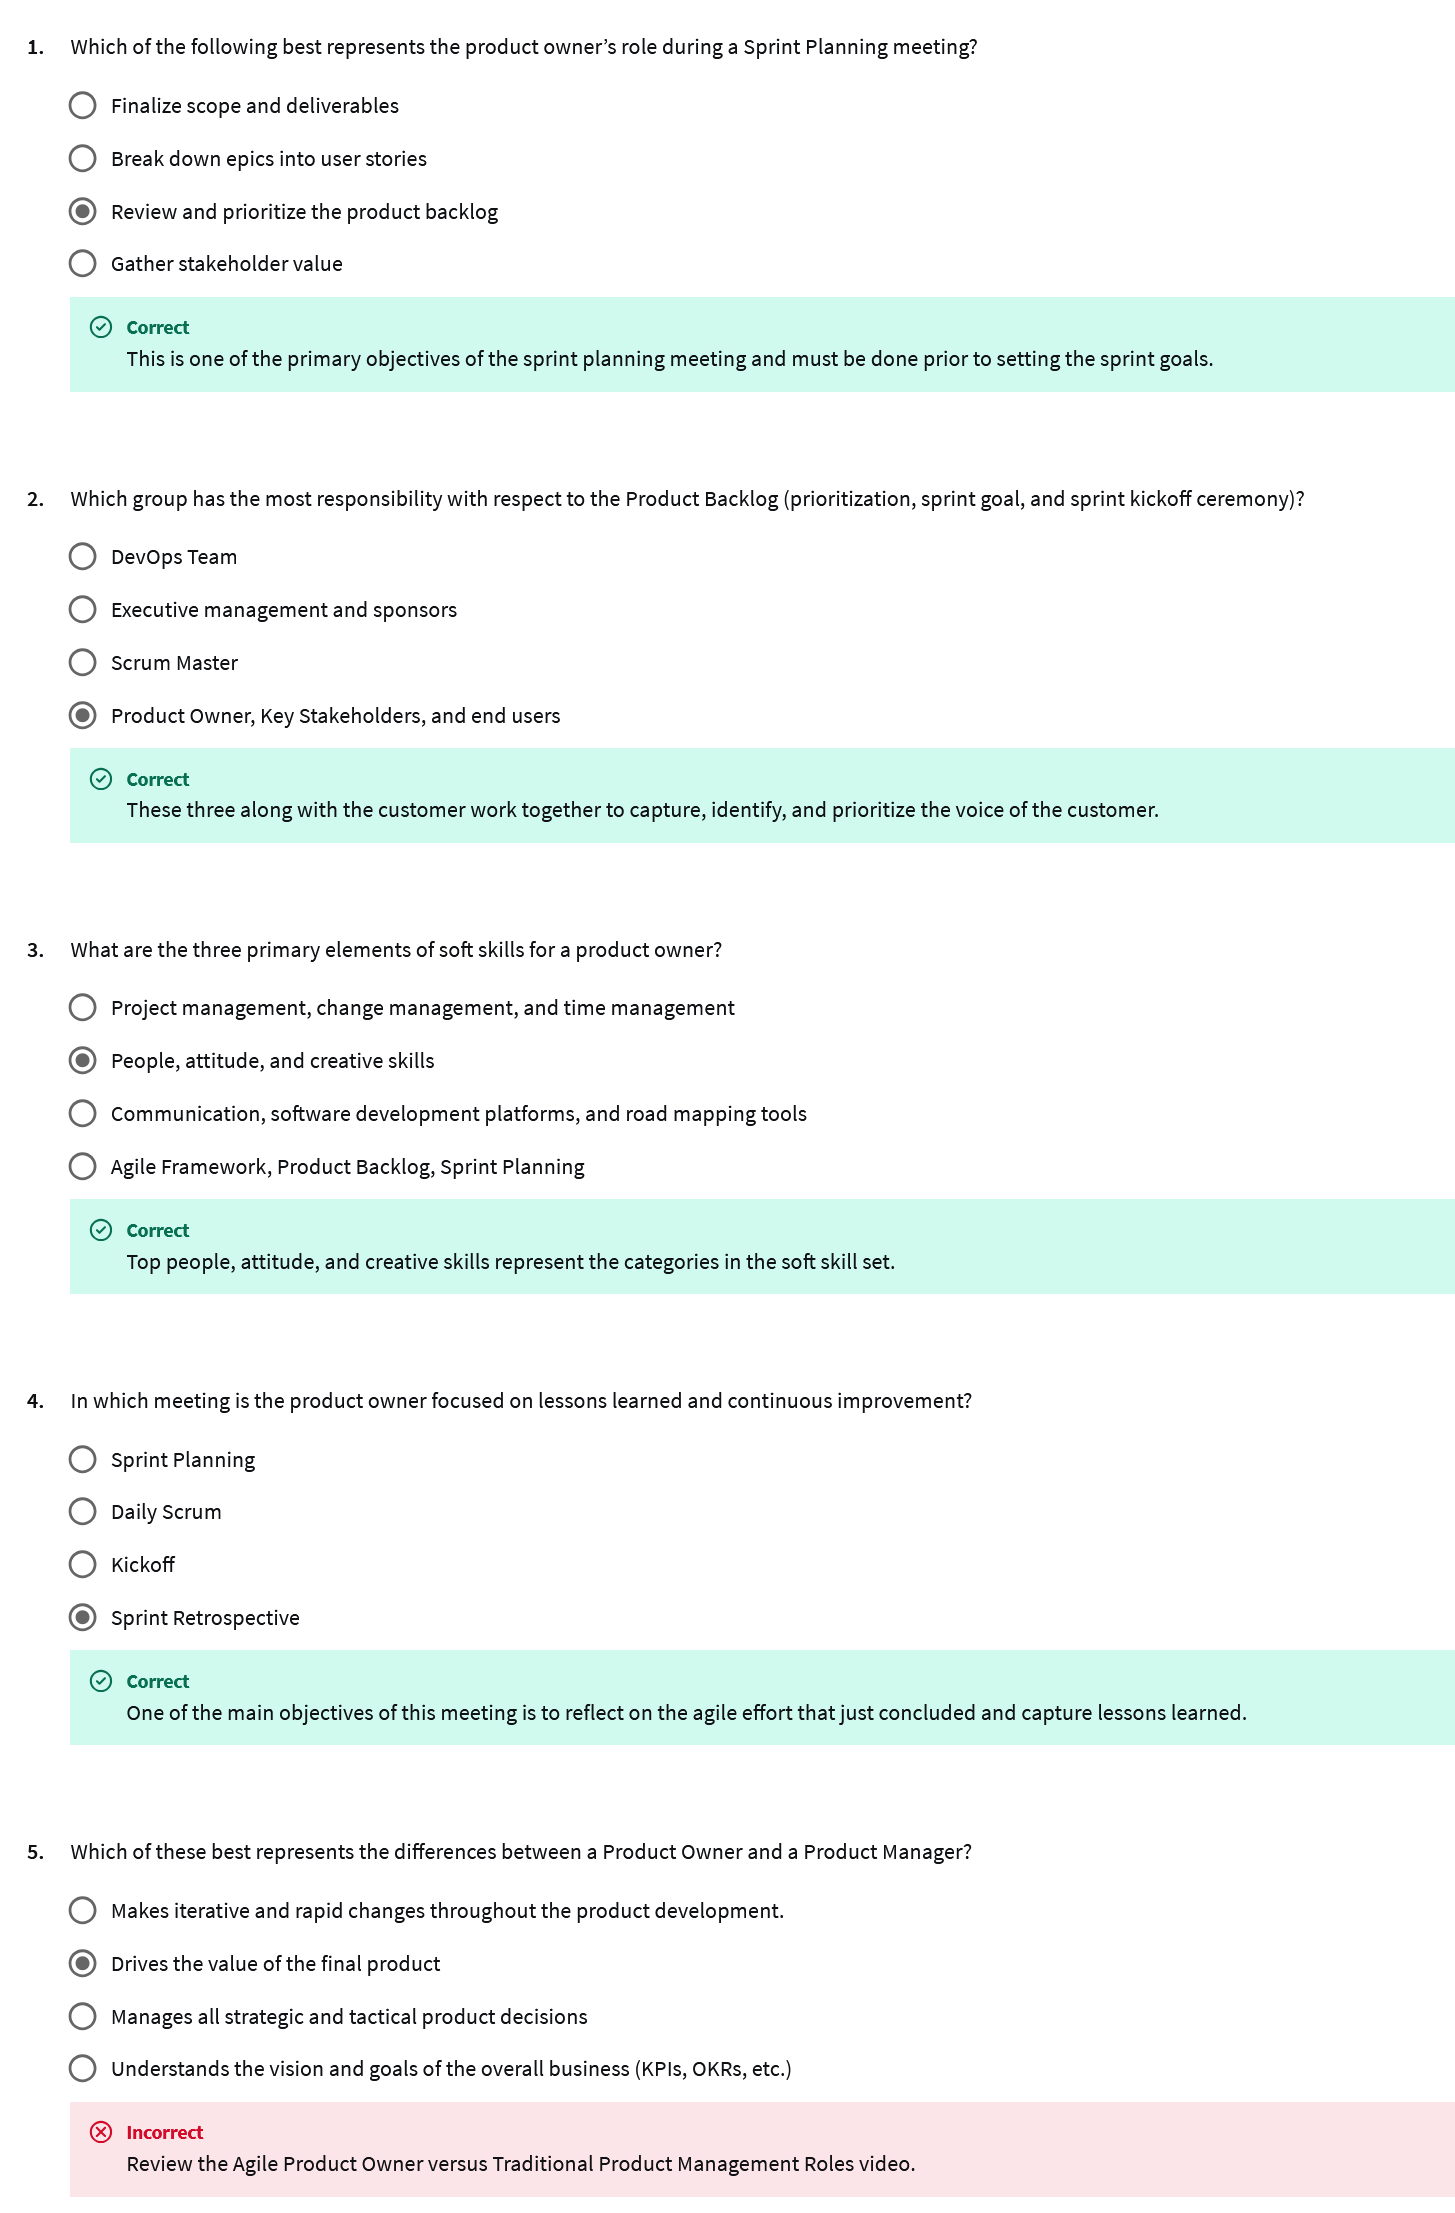 1. Which of the following best represents the product owner’s role during a Sprint Planning meeting?
Finalize scope and deliverables
Break down epics into user stories
Review and prioritize the product backlog
Gather stakeholder value
Correct
This is one of the primary objectives of the sprint planning meeting and must be done prior to setting the sprint goals.
2. Which group has the most responsibility with respect to the Product Backlog (prioritization, sprint goal, and sprint kickoff ceremony)?
DevOps Team
Executive management and sponsors
Scrum Master
Product Owner, Key Stakeholders, and end users
Correct
These three along with the customer work together to capture, identify, and prioritize the voice of the customer.
3. What are the three primary elements of soft skills for a product owner?
Project management, change management, and time management
People, attitude, and creative skills
Communication, software development platforms, and road mapping tools
Agile Framework, Product Backlog, Sprint Planning
Correct
Top people, attitude, and creative skills represent the categories in the soft skill set.
4. In which meeting is the product owner focused on lessons learned and continuous improvement?
Sprint Planning
Daily Scrum
Kickoff
Sprint Retrospective
Correct
One of the main objectives of this meeting is to reflect on the agile effort that just concluded and capture lessons learned.
5. Which of these best represents the differences between a Product Owner and a Product Manager?
Makes iterative and rapid changes throughout the product development.
Drives the value of the final product
Manages all strategic and tactical product decisions
Understands the vision and goals of the overall business (KPIs, OKRs, etc.)
Incorrect
Review the Agile Product Owner versus Traditional Product Management Roles video.